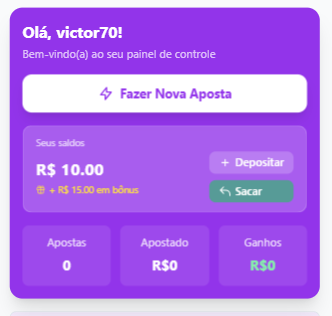 Olá, victor70!
Bem-vindo(a) ao seu painel de controle
Fazer Nova Aposta
Seus saldos
R$ 10.00
+ R$ 15.00 em bônus
+ Depositar
Sacar
Apostas
0
Apostado
R$0
Ganhos
R$0